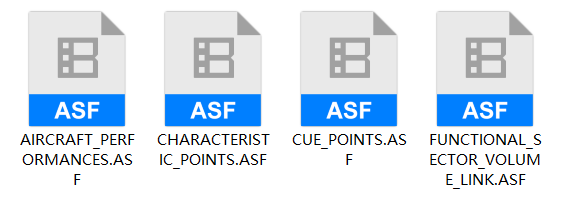 ASF ASF ASF ASF
AIRCRAFT_PERF
ORMANCES.AS
F
CHARACTERIST
IC_POINTS.ASF
CUE_POINTS.AS
F
FUNCTIONAL_S
ECTOR_VOLUM
E_LINK.ASF